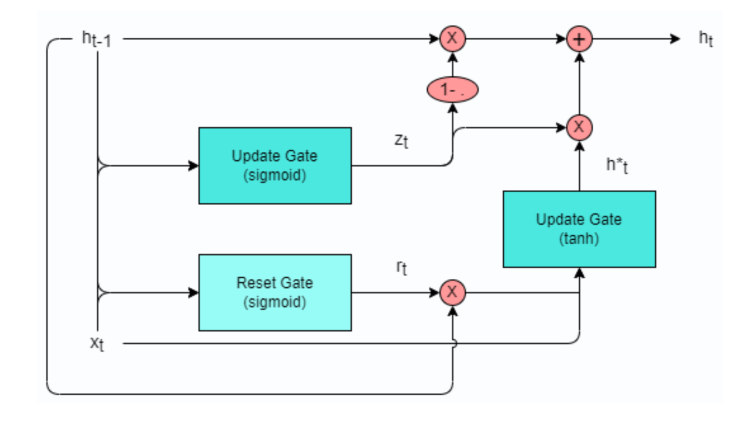 ht-1
X
+
ht
1- .
Update Gate
(sigmoid)
zt
X
h*t
Update Gate
(tanh)
Reset Gate
(sigmoid)
rt
X
xt